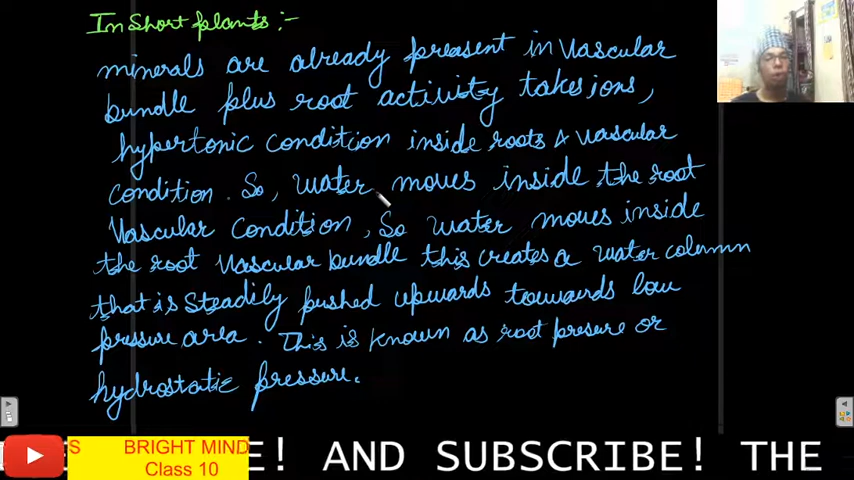 In Short plants :-
minerals are already preasent in vascular
bundle plus root activity takes ions,
hypertonic condition inside roots & vascular
condition. So, water moves inside the root
vascular condition, So water moves inside
the root vascular bundle this creates a water column
that is steadily pushed upwards towards low
pressure area. This is known as root presure or
hydrostatic pressure.
S BRIGHT MIND
Class 10
E! AND SUBSCRIBE! THE